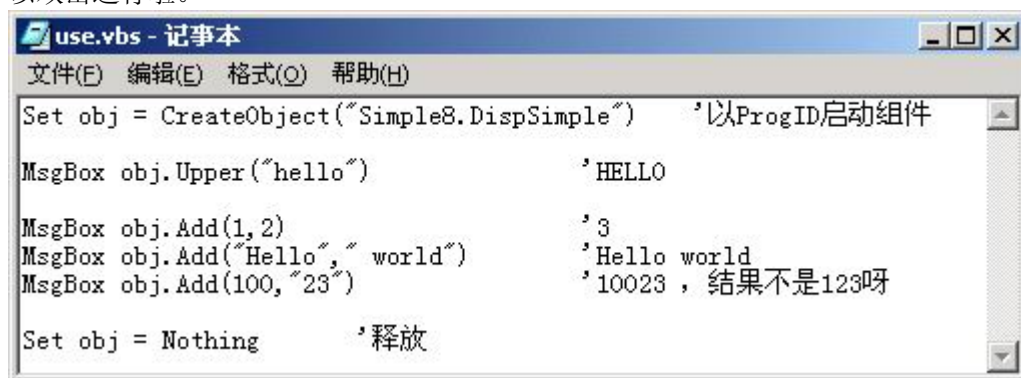 use.vbs - 记事本
文件(F) 编辑(E) 格式(O) 帮助(H)
Set obj = CreateObject("Simple8.DispSimple") '以ProgID启动组件
MsgBox obj.Upper("hello") 'HELLO
MsgBox obj.Add(1,2) '3
MsgBox obj.Add("Hello"," world") 'Hello world
MsgBox obj.Add(100,"23") '10023 , 结果不是123呀
Set obj = Nothing '释放